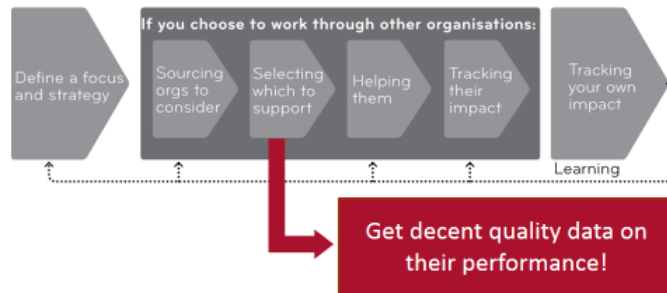 If you choose to work through other organisations:
Define a focus
and strategy
Sourcing
orgs to
consider
Selecting
which to
support
Helping
them
Tracking
their
impact
Tracking
your own
impact
Learning
Get decent quality data on
their performance!